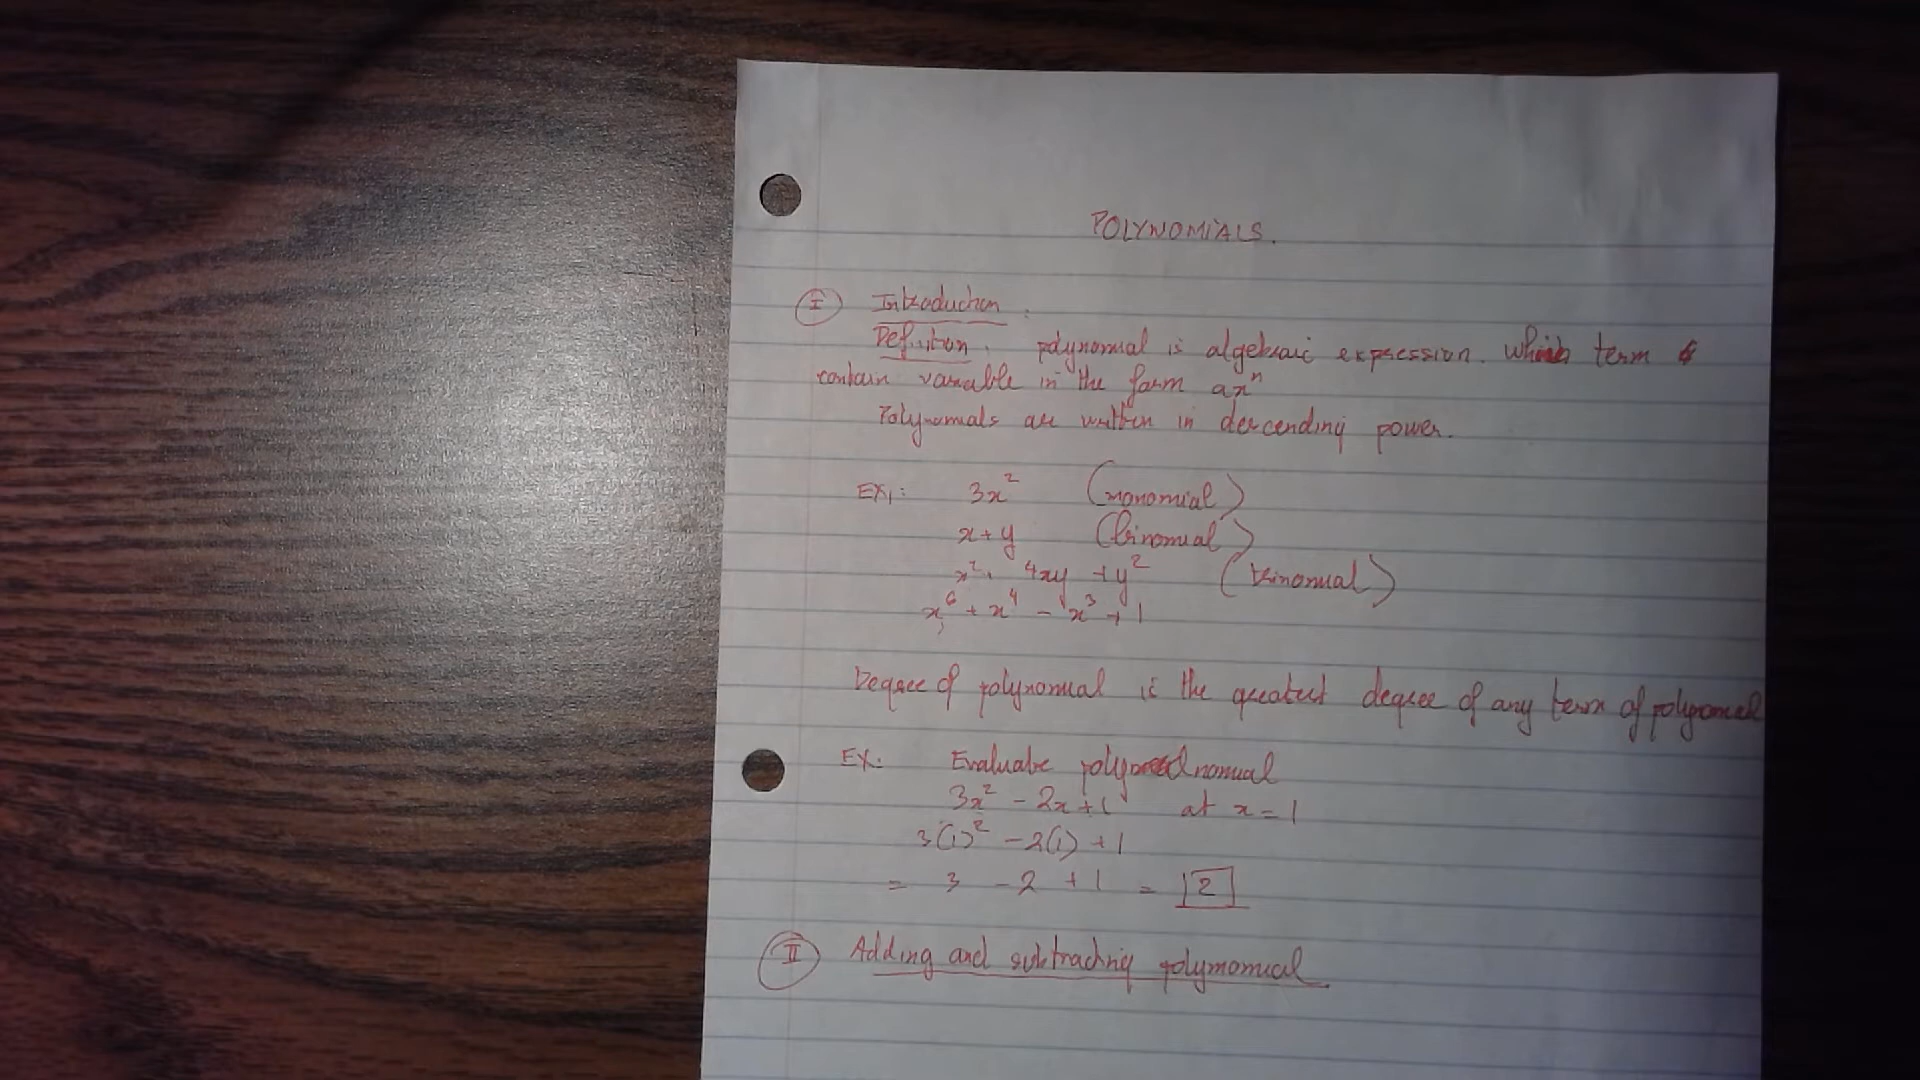 POLYNOMIALS.
I Introduction.
Definition. polynomial is algebraic expression. which term
contain variable in the form axⁿ
Polynomials are written in descending power.
EX1: 3x² (monomial)
x+y (binomial)
x² 4xy + y² (trinomial)
x⁶ + x⁴ - x³ + 1
Degree of polynomial is the greatest degree of any term of polynomial
EX: Evaluate polynomial
3x² - 2x + 1 at x = 1
3(1)² - 2(1) + 1
= 3 - 2 + 1 = 2
II Adding and subtracting polynomial.